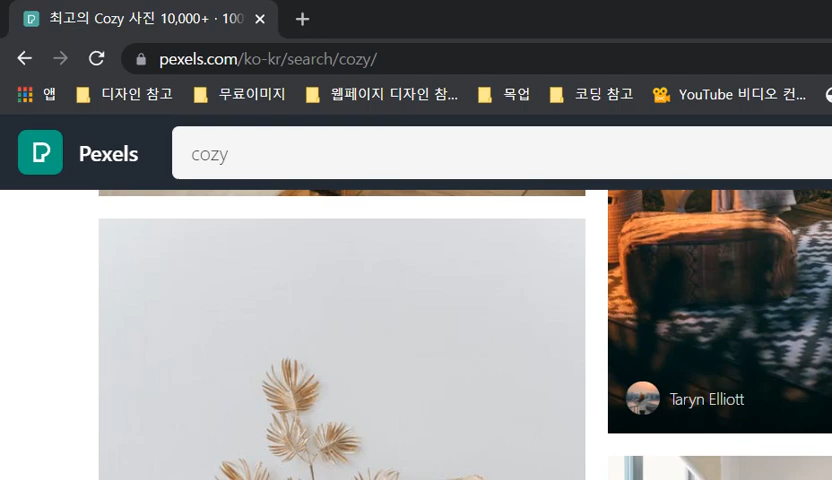 최고의 Cozy 사진 10,000+ · 100
pexels.com/ko-kr/search/cozy/
앱 디자인 참고 무료이미지 웹페이지 디자인 참... 목업 코딩 참고 YouTube 비디오 컨...
Pexels cozy
Taryn Elliott